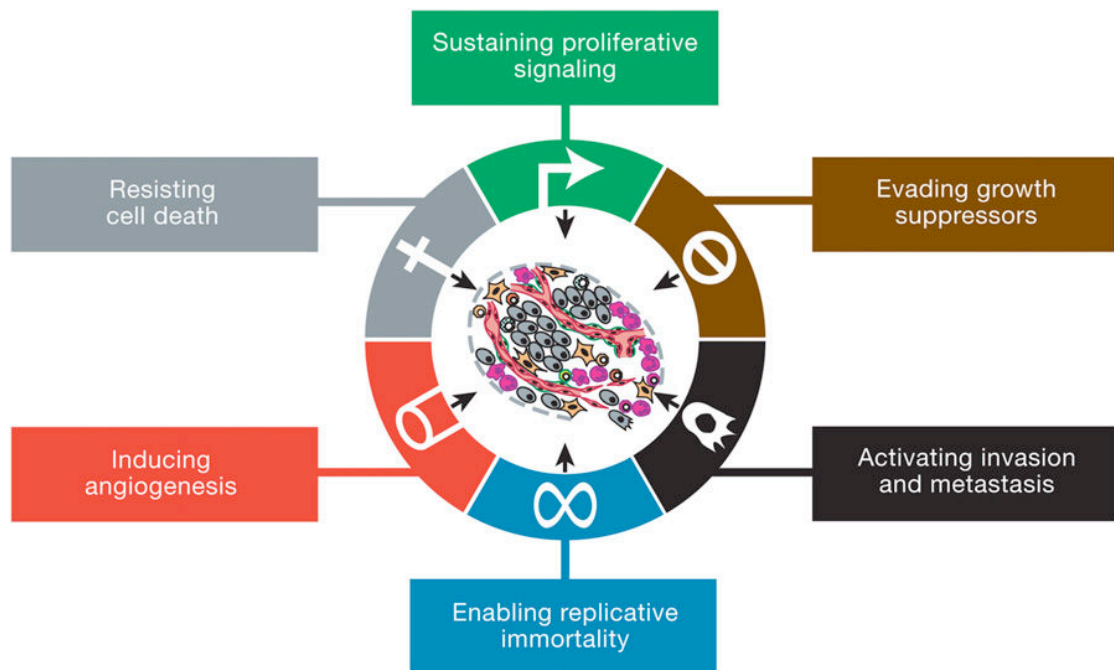 Sustaining proliferative
signaling
Resisting
cell death
Evading growth
suppressors
Inducing
angiogenesis
Activating invasion
and metastasis
Enabling replicative
immortality